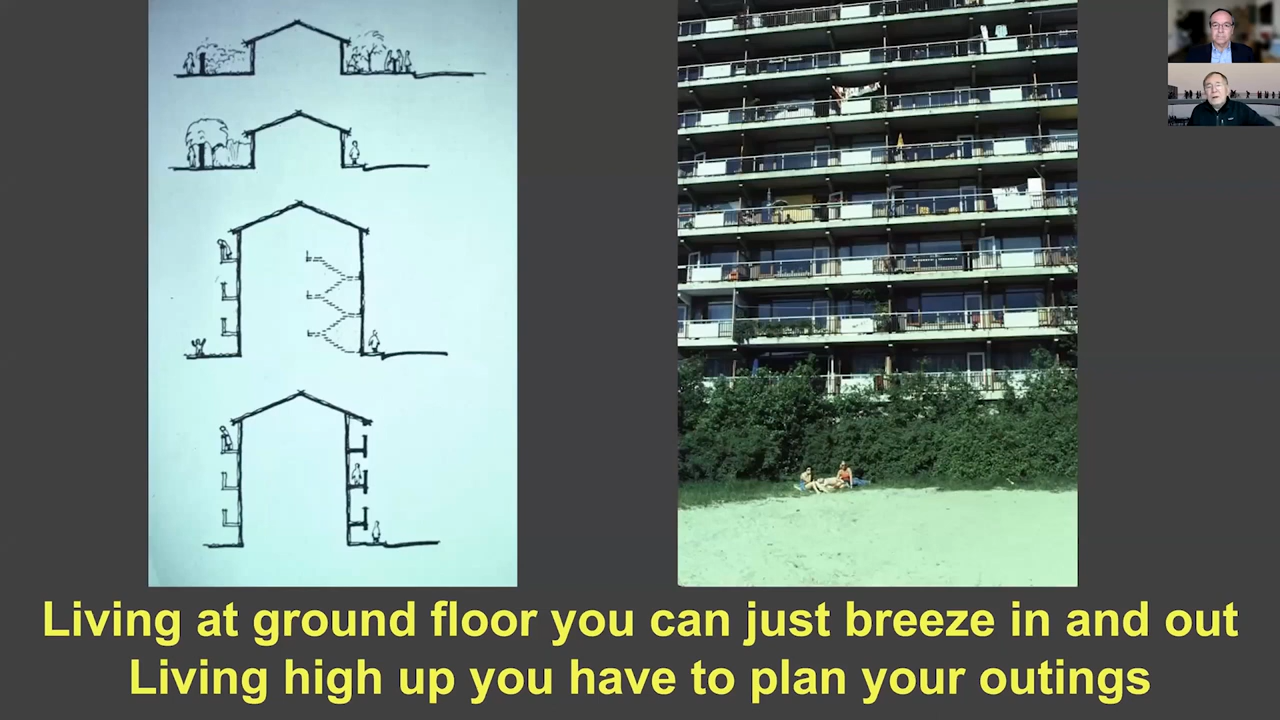 Living at ground floor you can just breeze in and out
Living high up you have to plan your outings